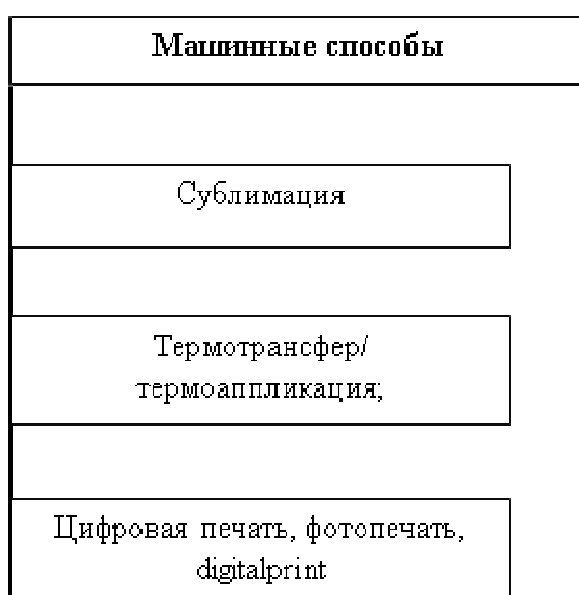 Машинные способы
Сублимация
Термотрансфер/
термоаппликация;
Цифровая печать, фотопечать,
digitalprint